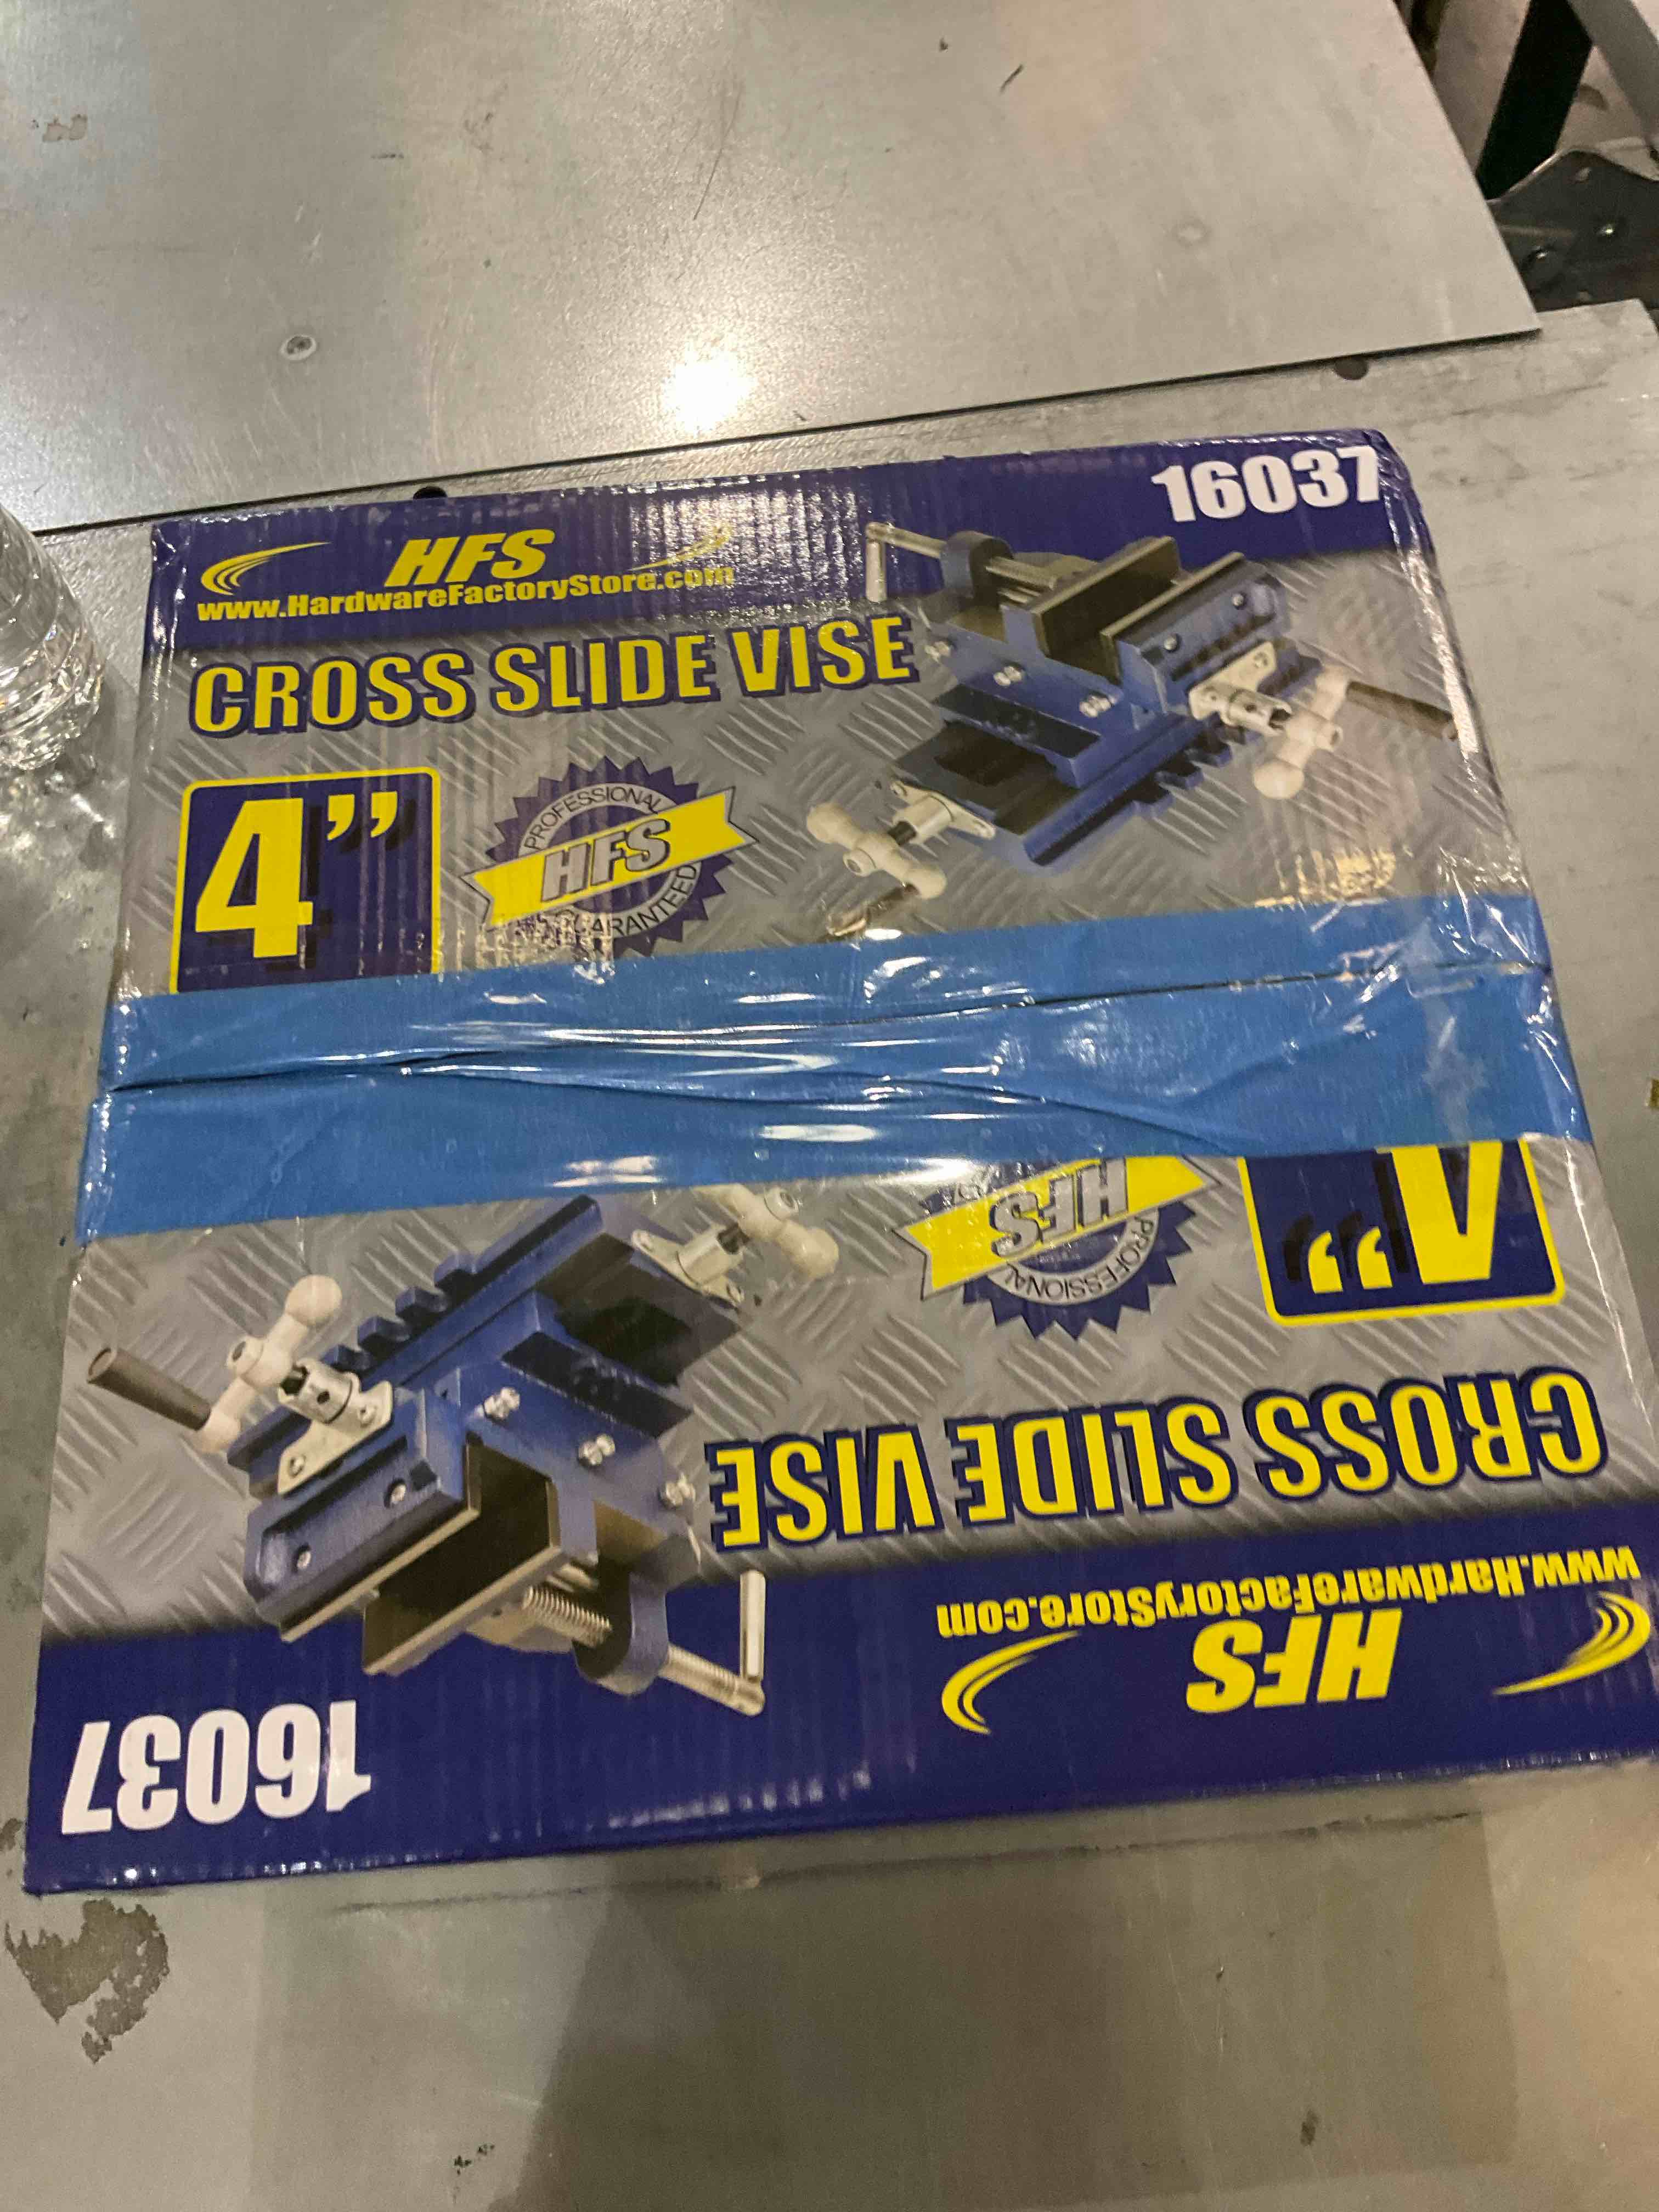 16037
HFS
www.HardwareFactoryStore.com
CROSS SLIDE VISE
4”
PROFESSIONAL
HFS
GUARANTEED
HFS
PROFESSIONAL
4”
CROSS SLIDE VISE
www.HardwareFactoryStore.com
HFS
16037